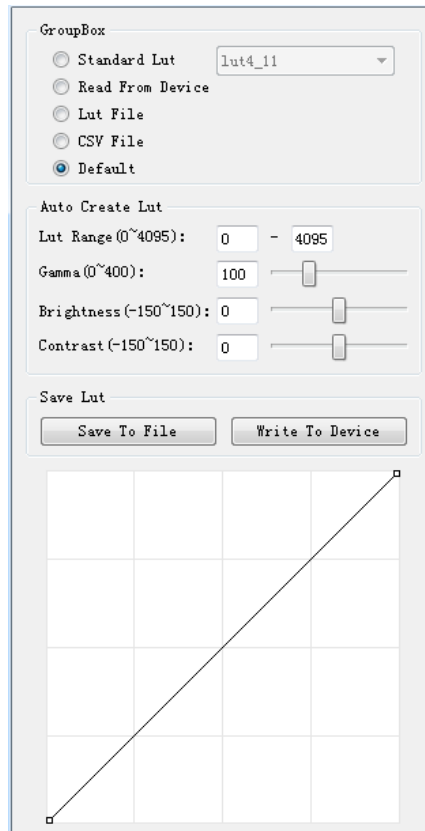 GroupBox
Standard Lut lut4_11
Read From Device
Lut File
CSV File
Default
Auto Create Lut
Lut Range(0~4095): 0 - 4095
Gamma(0~400): 100
Brightness(-150~150): 0
Contrast(-150~150): 0
Save Lut
Save To File Write To Device